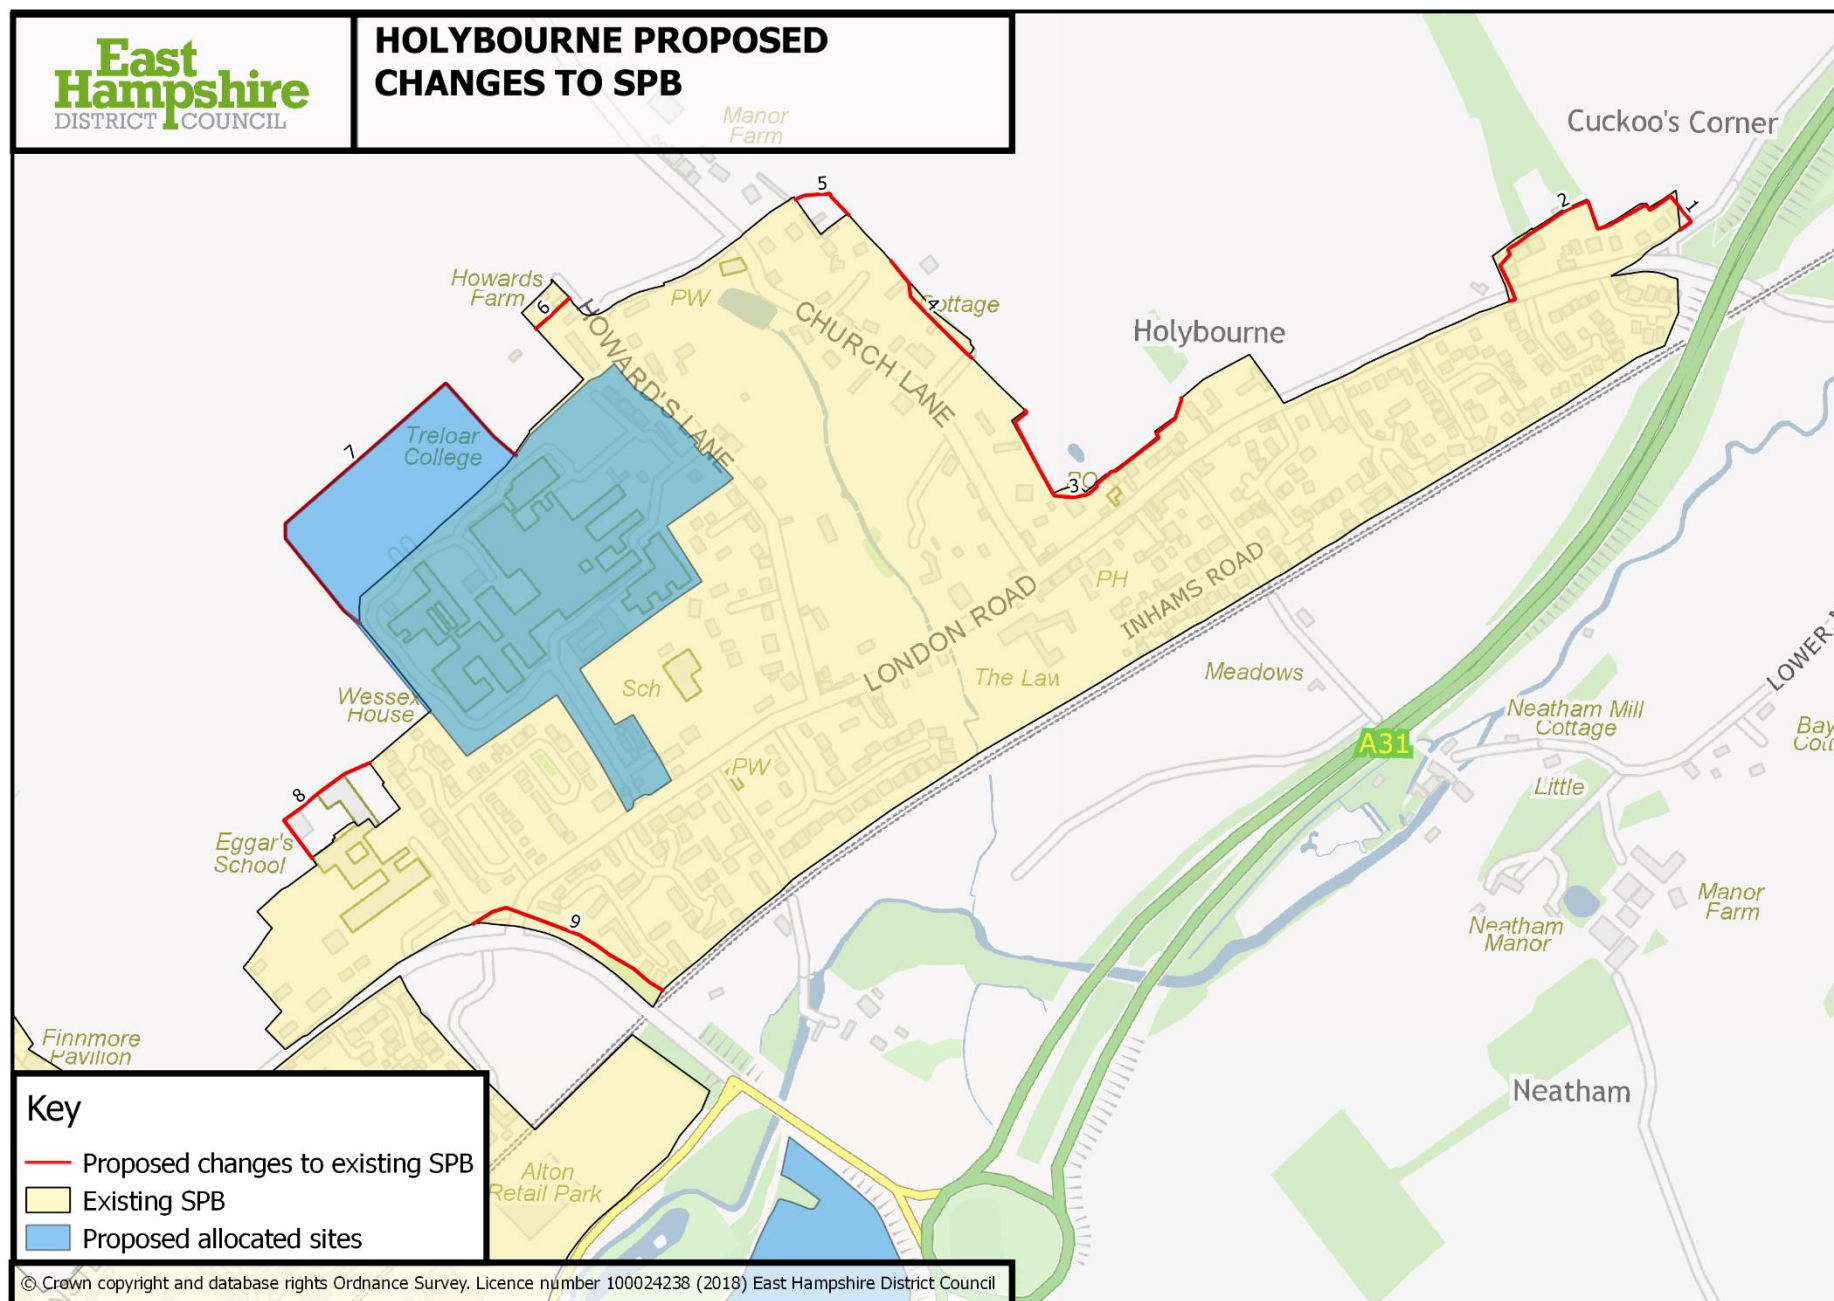 East
Hampshire
DISTRICT COUNCIL
HOLYBOURNE PROPOSED
CHANGES TO SPB
Manor
Farm
Cuckoo's Corner
5
2
1
Howards
Farm
6
PW
4
Cottage
Holybourne
HOWARD'S LANE
CHURCH LANE
7
Treloar
College
PO
3
PH
INHAMS ROAD
LONDON ROAD
Sch
The Law
Meadows
Wessex
House
LOWER
Neatham Mill
Cottage
Bay
Cott
A31
PW
Little
8
Eggar's
School
9
Manor
Farm
Neatham
Manor
Finnmore
Pavilion
Neatham
Alton
Retail Park
Key
Proposed changes to existing SPB
Existing SPB
Proposed allocated sites
© Crown copyright and database rights Ordnance Survey. Licence number 100024238 (2018) East Hampshire District Council